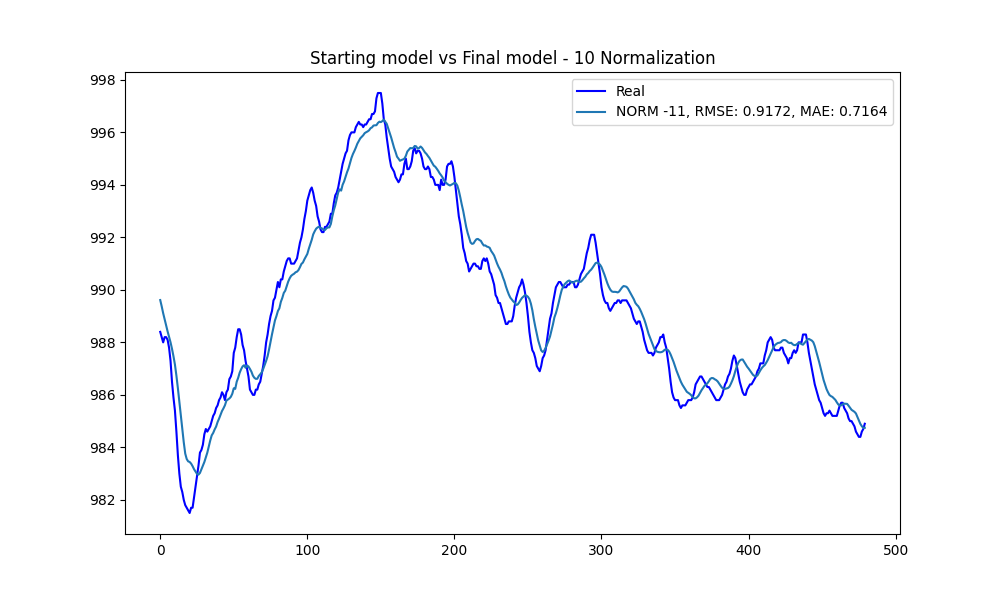 Starting model vs Final model - 10 Normalization
Real
NORM -11, RMSE: 0.9172, MAE: 0.7164
998
996
994
992
990
988
986
984
982
0 100 200 300 400 500